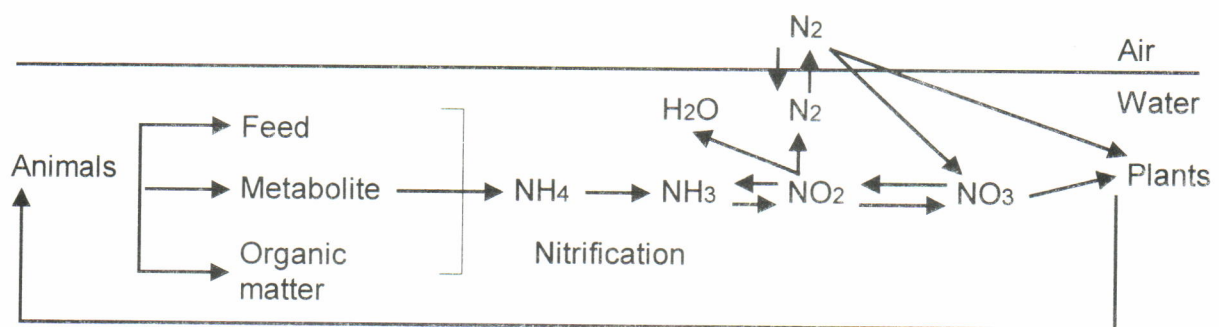 N2
Air
Water
H2O
N2
Feed
Animals
Metabolite
NH4
NH3
NO2
NO3
Plants
Organic
matter
Nitrification